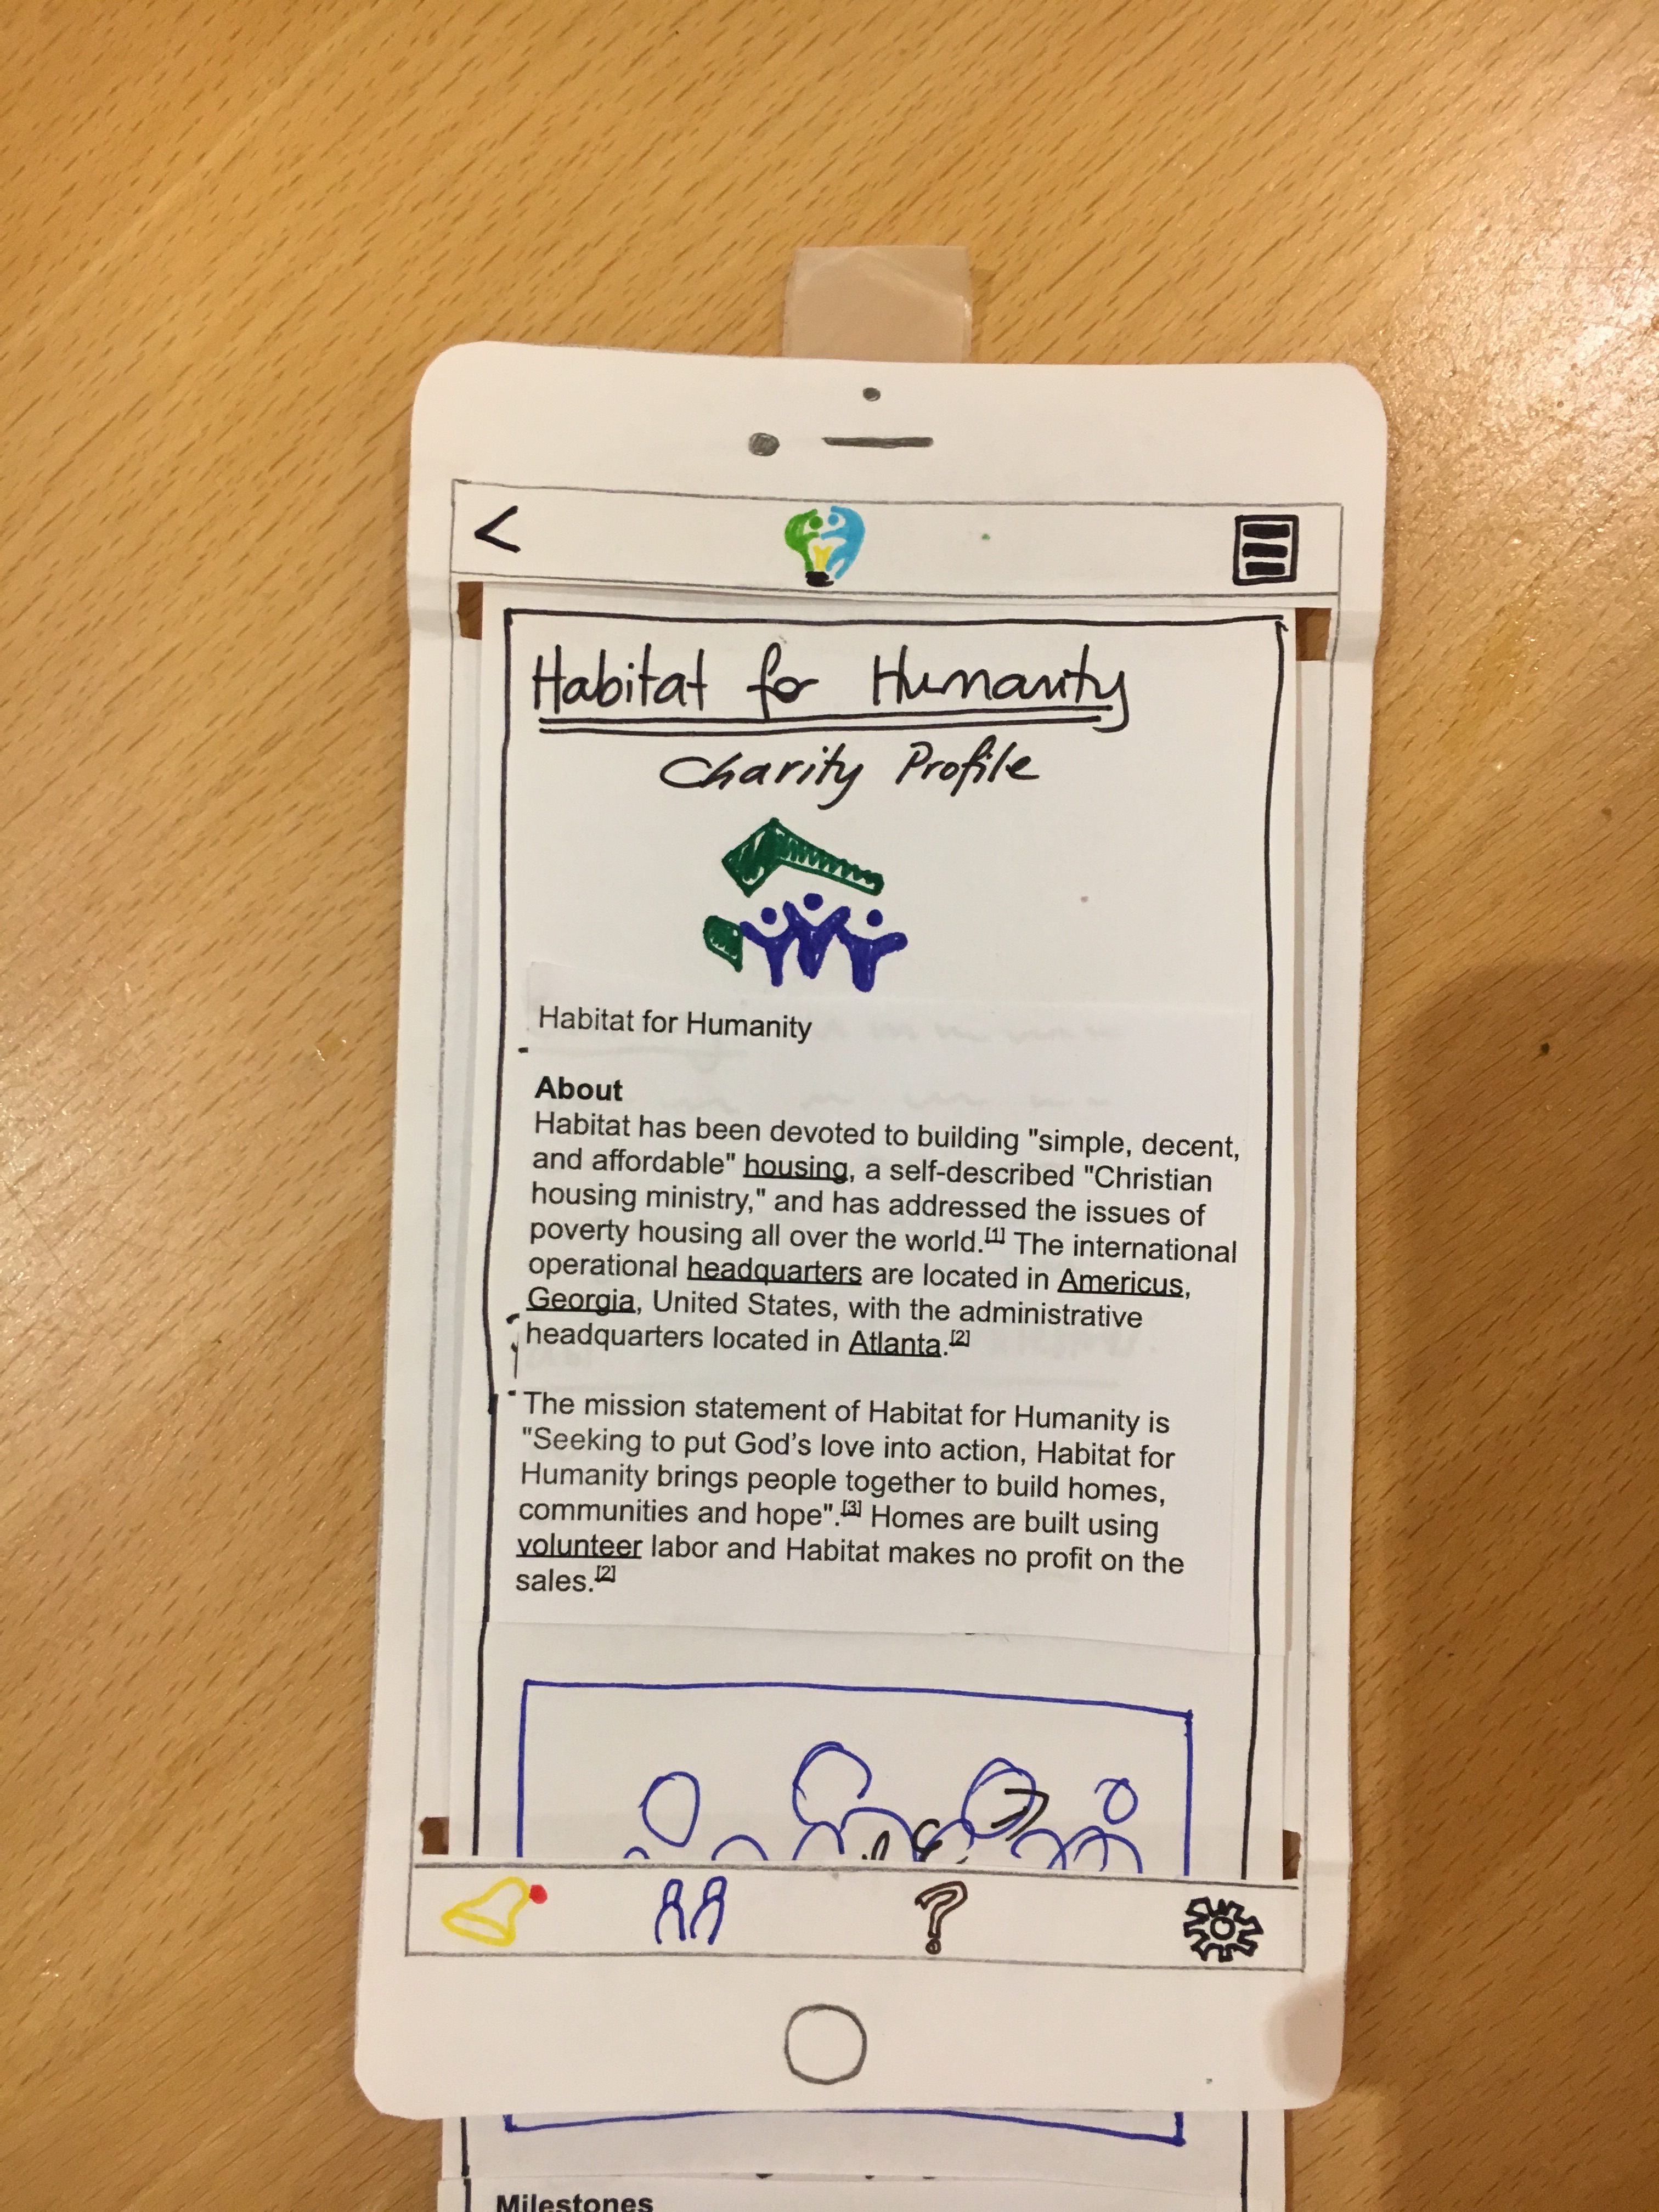 <
Habitat for Humanity
Charity Profile
Habitat for Humanity
About
Habitat has been devoted to building "simple, decent,
and affordable" housing, a self-described "Christian
housing ministry," and has addressed the issues of
poverty housing all over the world.[1] The international
operational headquarters are located in Americus,
Georgia, United States, with the administrative
headquarters located in Atlanta.[2]
The mission statement of Habitat for Humanity is
"Seeking to put God's love into action, Habitat for
Humanity brings people together to build homes,
communities and hope".[3] Homes are built using
volunteer labor and Habitat makes no profit on the
sales.[2]
?
Milestones